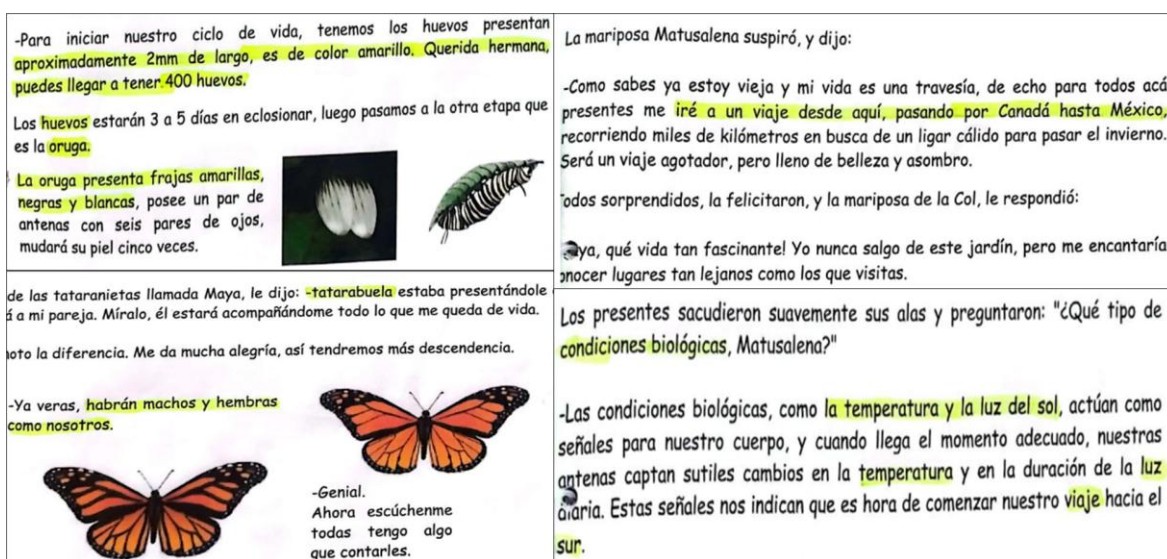 -Para iniciar nuestro ciclo de vida, tenemos los huevos presentan
aproximadamente 2mm de largo, es de color amarillo. Querida hermana,
puedes llegar a tener 400 huevos.
Los huevos estarán 3 a 5 días en eclosionar, luego pasamos a la otra etapa que
es la oruga.
La oruga presenta frajas amarillas,
negras y blancas, posee un par de
antenas con seis pares de ojos,
mudará su piel cinco veces.
de las tataranietas llamada Maya, le dijo: -tatarabuela estaba presentándole
á a mi pareja. Míralo, él estará acompañándome todo lo que me queda de vida.
noto la diferencia. Me da mucha alegría, así tendremos más descendencia.
-Ya veras, habrán machos y hembras
como nosotros.
-Genial.
Ahora escúchenme
todas tengo algo
que contarles.
La mariposa Matusalena suspiró, y dijo:
-Como sabes ya estoy vieja y mi vida es una travesía, de echo para todos acá
presentes me iré a un viaje desde aquí, pasando por Canadá hasta México,
recorriendo miles de kilómetros en busca de un ligar cálido para pasar el invierno.
Será un viaje agotador, pero lleno de belleza y asombro.
Todos sorprendidos, la felicitaron, y la mariposa de la Col, le respondió:
aya, qué vida tan fascinante! Yo nunca salgo de este jardín, pero me encantaría
onocer lugares tan lejanos como los que visitas.
Los presentes sacudieron suavemente sus alas y preguntaron: "¿Qué tipo de
condiciones biológicas, Matusalena?"
-Las condiciones biológicas, como la temperatura y la luz del sol, actúan como
señales para nuestro cuerpo, y cuando llega el momento adecuado, nuestras
antenas captan sutiles cambios en la temperatura y en la duración de la luz
diaria. Estas señales nos indican que es hora de comenzar nuestro viaje hacia el
sur.